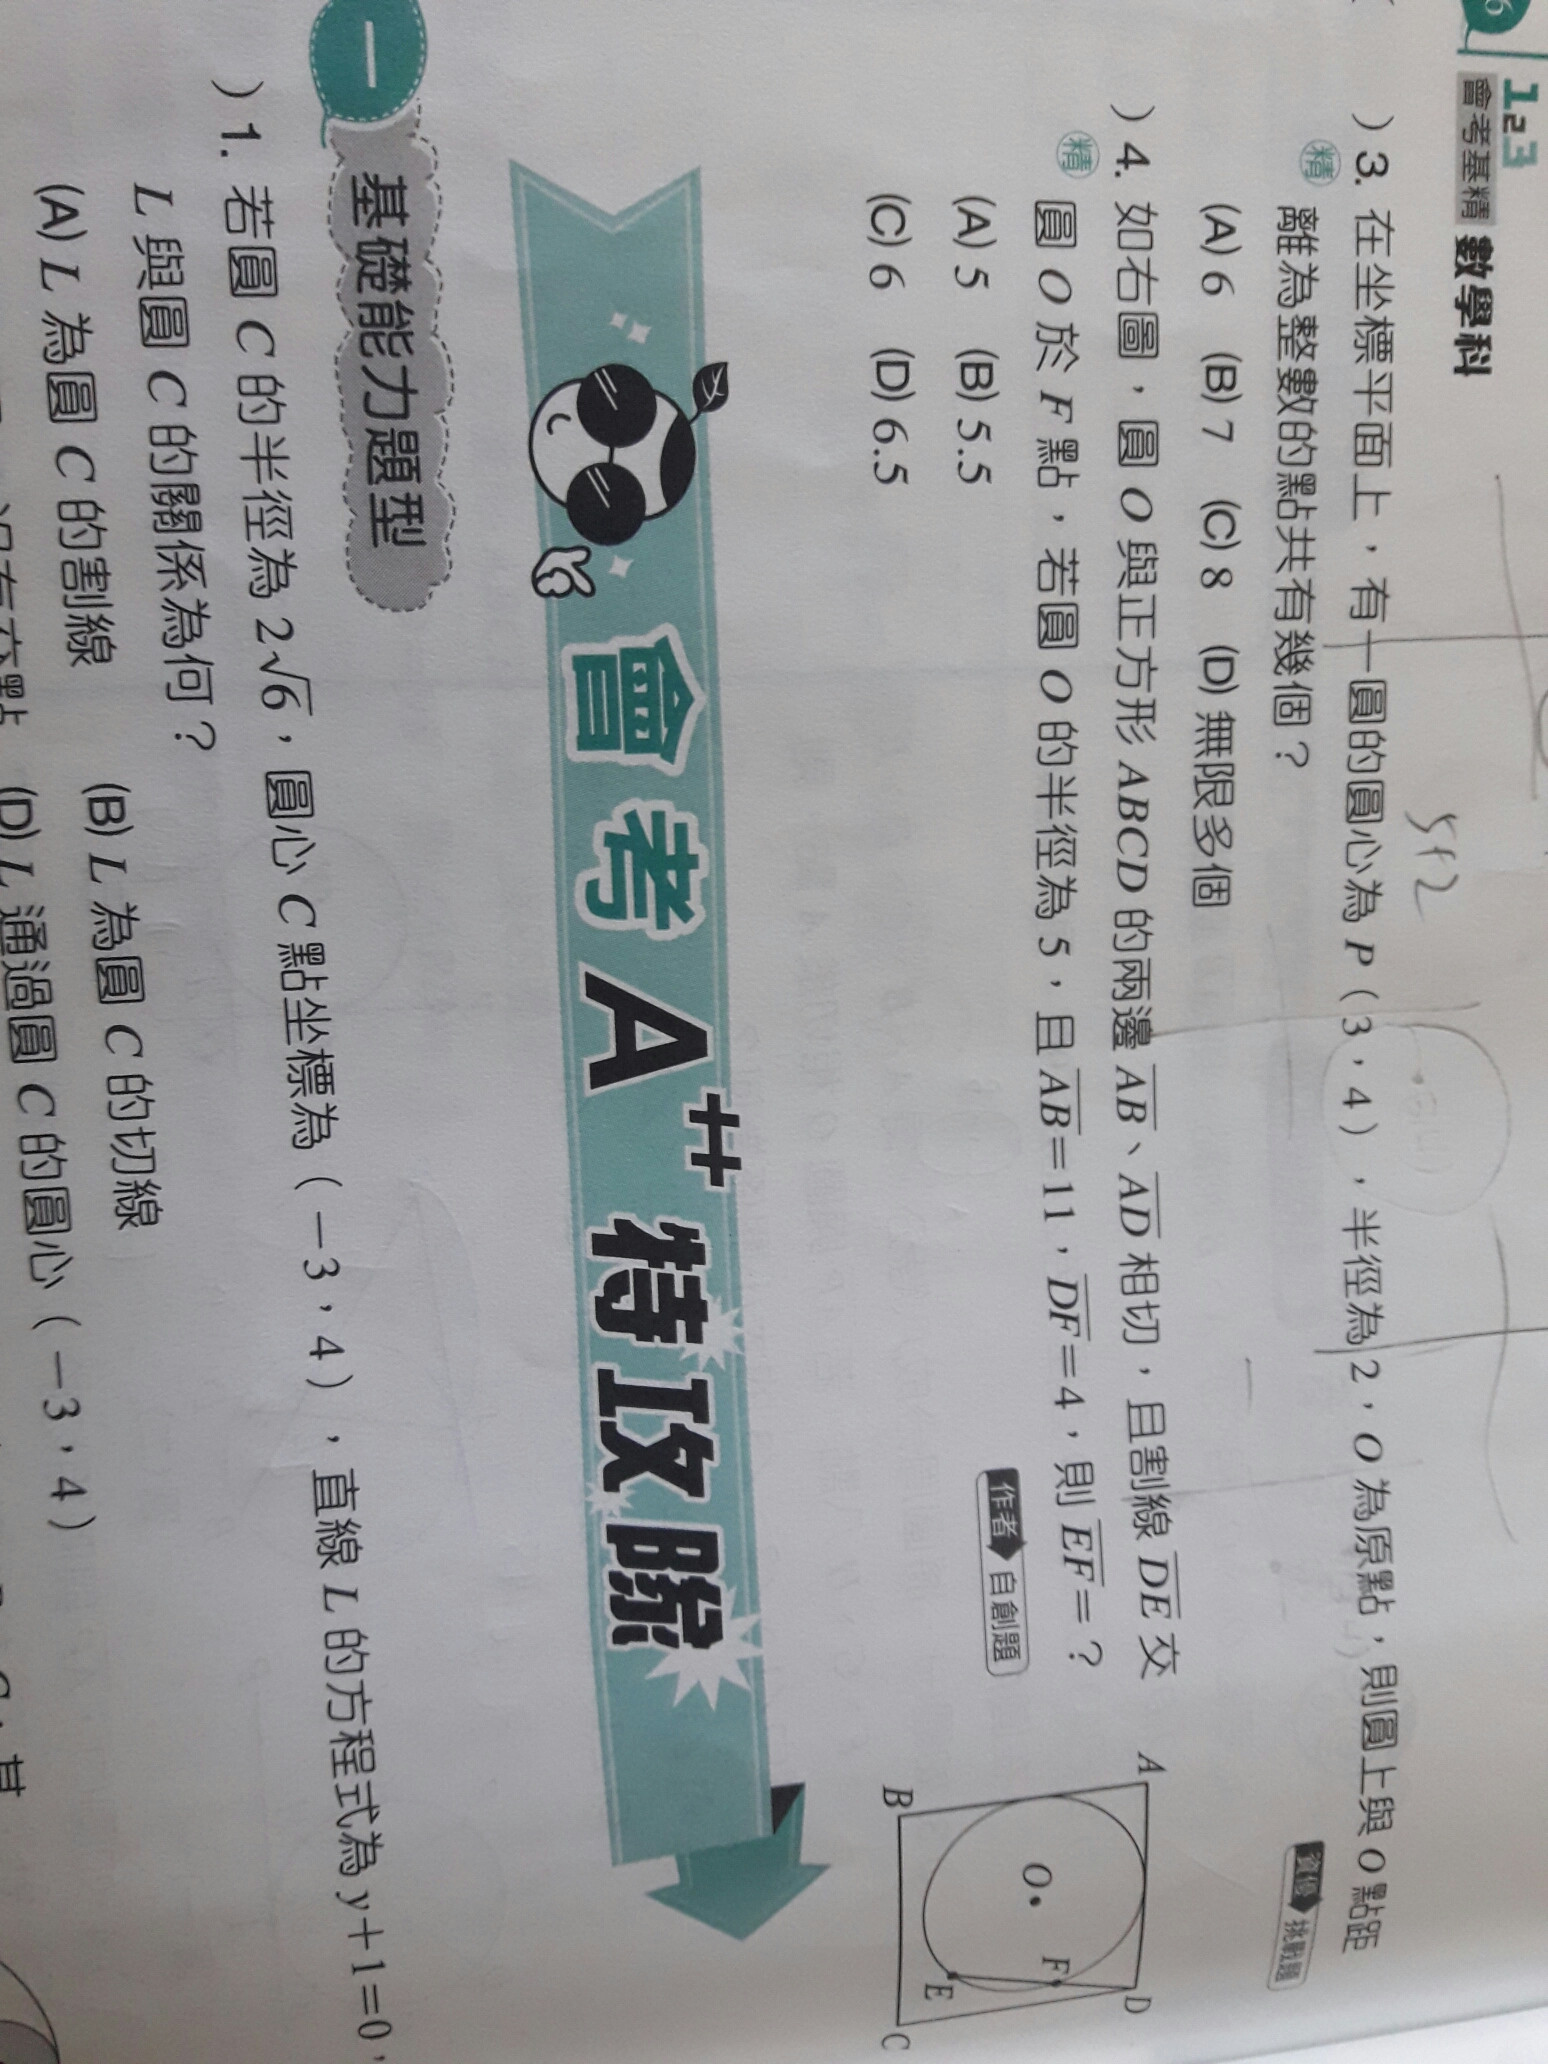 6
123
會考基精 數學科
5+2
)3. 在坐標平面上，有一圓的圓心為 P（3，4），半徑為 2，O 為原點，則圓上與 O 點距
精 離為整數的點共有幾個？
挑戰題
(A) 6 (B) 7 (C) 8 (D) 無限多個
)4. 如右圖，圓 O 與正方形 ABCD 的兩邊 AB、AD 相切，且割線 DE 交
精 圓 O 於 F 點，若圓 O 的半徑為 5，且 AB=11，DF=4，則 EF=？
作者 自創題
(A) 5 (B) 5.5
(C) 6 (D) 6.5
A
D
F
O
E
B
C
會考A++特攻隊
一 基礎能力題型
)1. 若圓 C 的半徑為 2√6，圓心 C 點坐標為（－3，4），直線 L 的方程式為 y＋1=0，
L 與圓 C 的關係為何？
(A) L 為圓 C 的割線 (B) L 為圓 C 的切線
(D) L 通過圓 C 的圓心（－3，4）